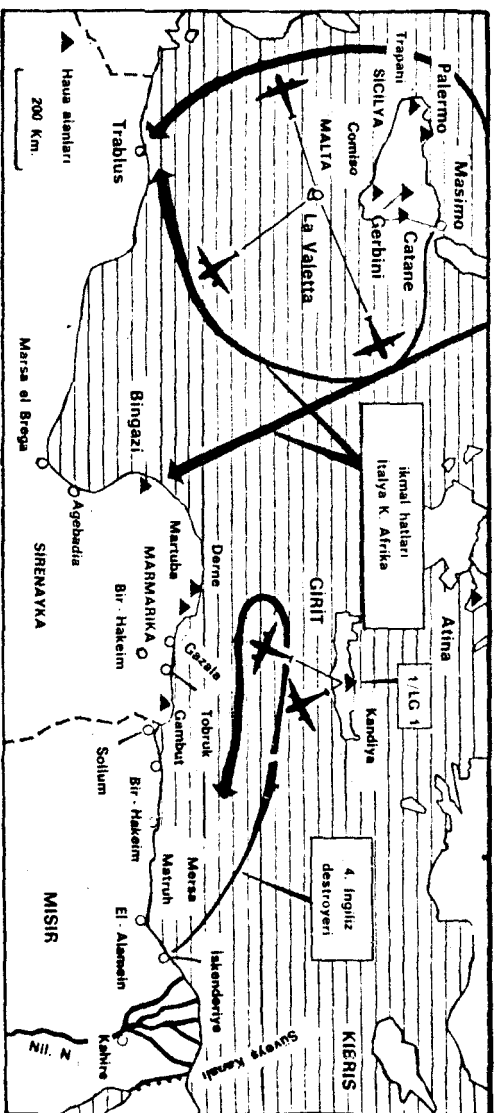 Palermo
Trapani
SİCİLYA
Masimo
Catane
Gerbini
Comiso
MALTA
La Valetta
ikmal hatları
İtalya K. Afrika
Atina
GİRİT
1/LG 1
Kandiya
4. İngiliz
destroyeri
KIBRIS
Trablus
Haua alanları
200 Km.
Bingazi
Marsa el Brega
Agebadia
SİRENAYKA
Derne
Martuba
MARMARIKA
Bir - Hakeim
Gazala
Tobruk
Gambut
Sollum
Bir - Hakeim
Mersa
Matruh
El - Alamein
İskenderiye
MISIR
Kahire
Nil. N
Süveyş Kanalı